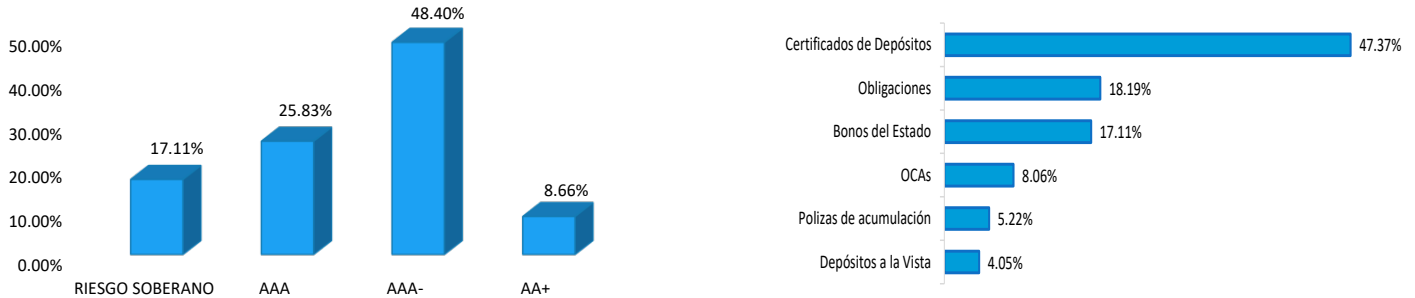 48.40%
50.00%
40.00%
25.83%
30.00%
17.11%
20.00%
8.66%
10.00%
0.00%
RIESGO SOBERANO AAA AAA- AA+
Certificados de Depósitos 47.37%
Obligaciones 18.19%
Bonos del Estado 17.11%
OCAs 8.06%
Polizas de acumulación 5.22%
Depósitos a la Vista 4.05%